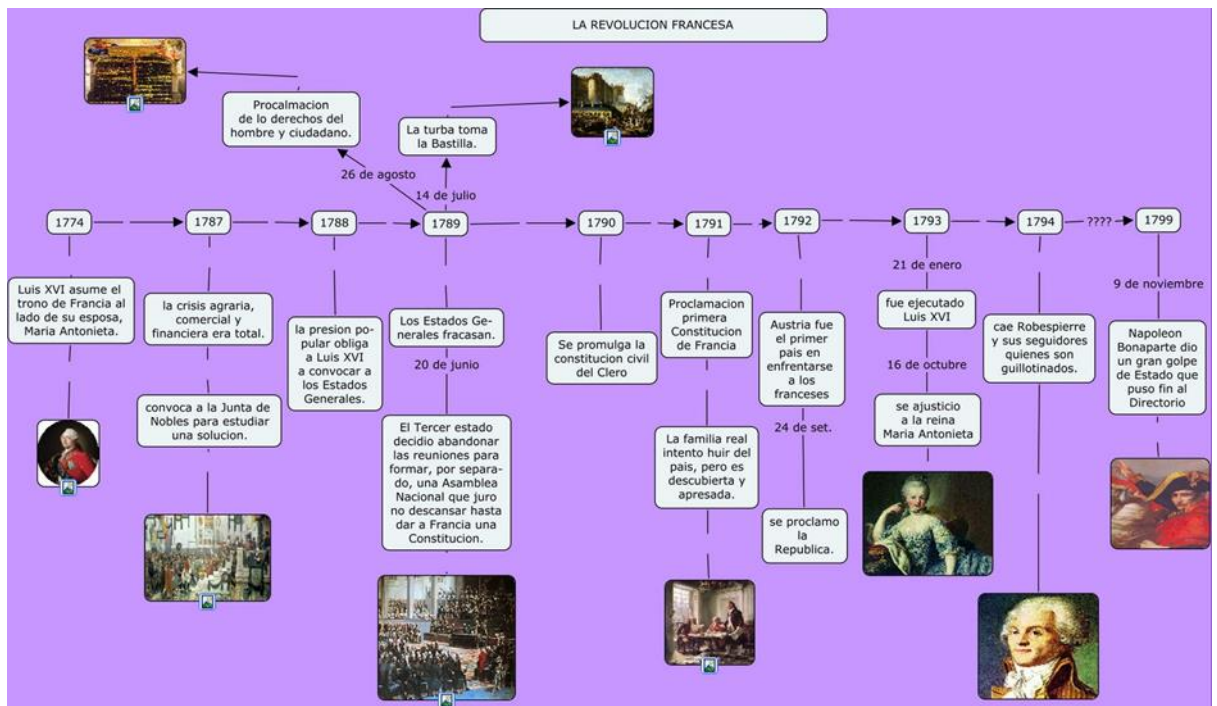 LA REVOLUCION FRANCESA
Procalmacion
de lo derechos del
hombre y ciudadano.
La turba toma
la Bastilla.
26 de agosto
14 de julio
1774
1787
1788
1789
1790
1791
1792
1793
1794
????
1799
Luis XVI asume el
trono de Francia al
lado de su esposa,
Maria Antonieta.
la crisis agraria,
comercial y
financiera era total.
convoca a la Junta de
Nobles para estudiar
una solucion.
la presion po-
pular obliga
a Luis XVI
a convocar a
los Estados
Generales.
Los Estados Ge-
nerales fracasan.
20 de junio
El Tercer estado
decidio abandonar
las reuniones para
formar, por separa-
do, una Asamblea
Nacional que juro
no descansar hasta
dar a Francia una
Constitucion.
Se promulga la
constitucion civil
del Clero
Proclamacion
primera
Constitucion
de Francia
La familia real
intento huir del
pais, pero es
descubierta y
apresada.
Austria fue
el primer
pais en
enfrentarse
a los
franceses
24 de set.
se proclamo
la
Republica.
21 de enero
fue ejecutado
Luis XVI
16 de octubre
se ajusticio
a la reina
Maria Antonieta
cae Robespierre
y sus seguidores
quienes son
guillotinados.
9 de noviembre
Napoleon
Bonaparte dio
un gran golpe
de Estado que
puso fin al
Directorio